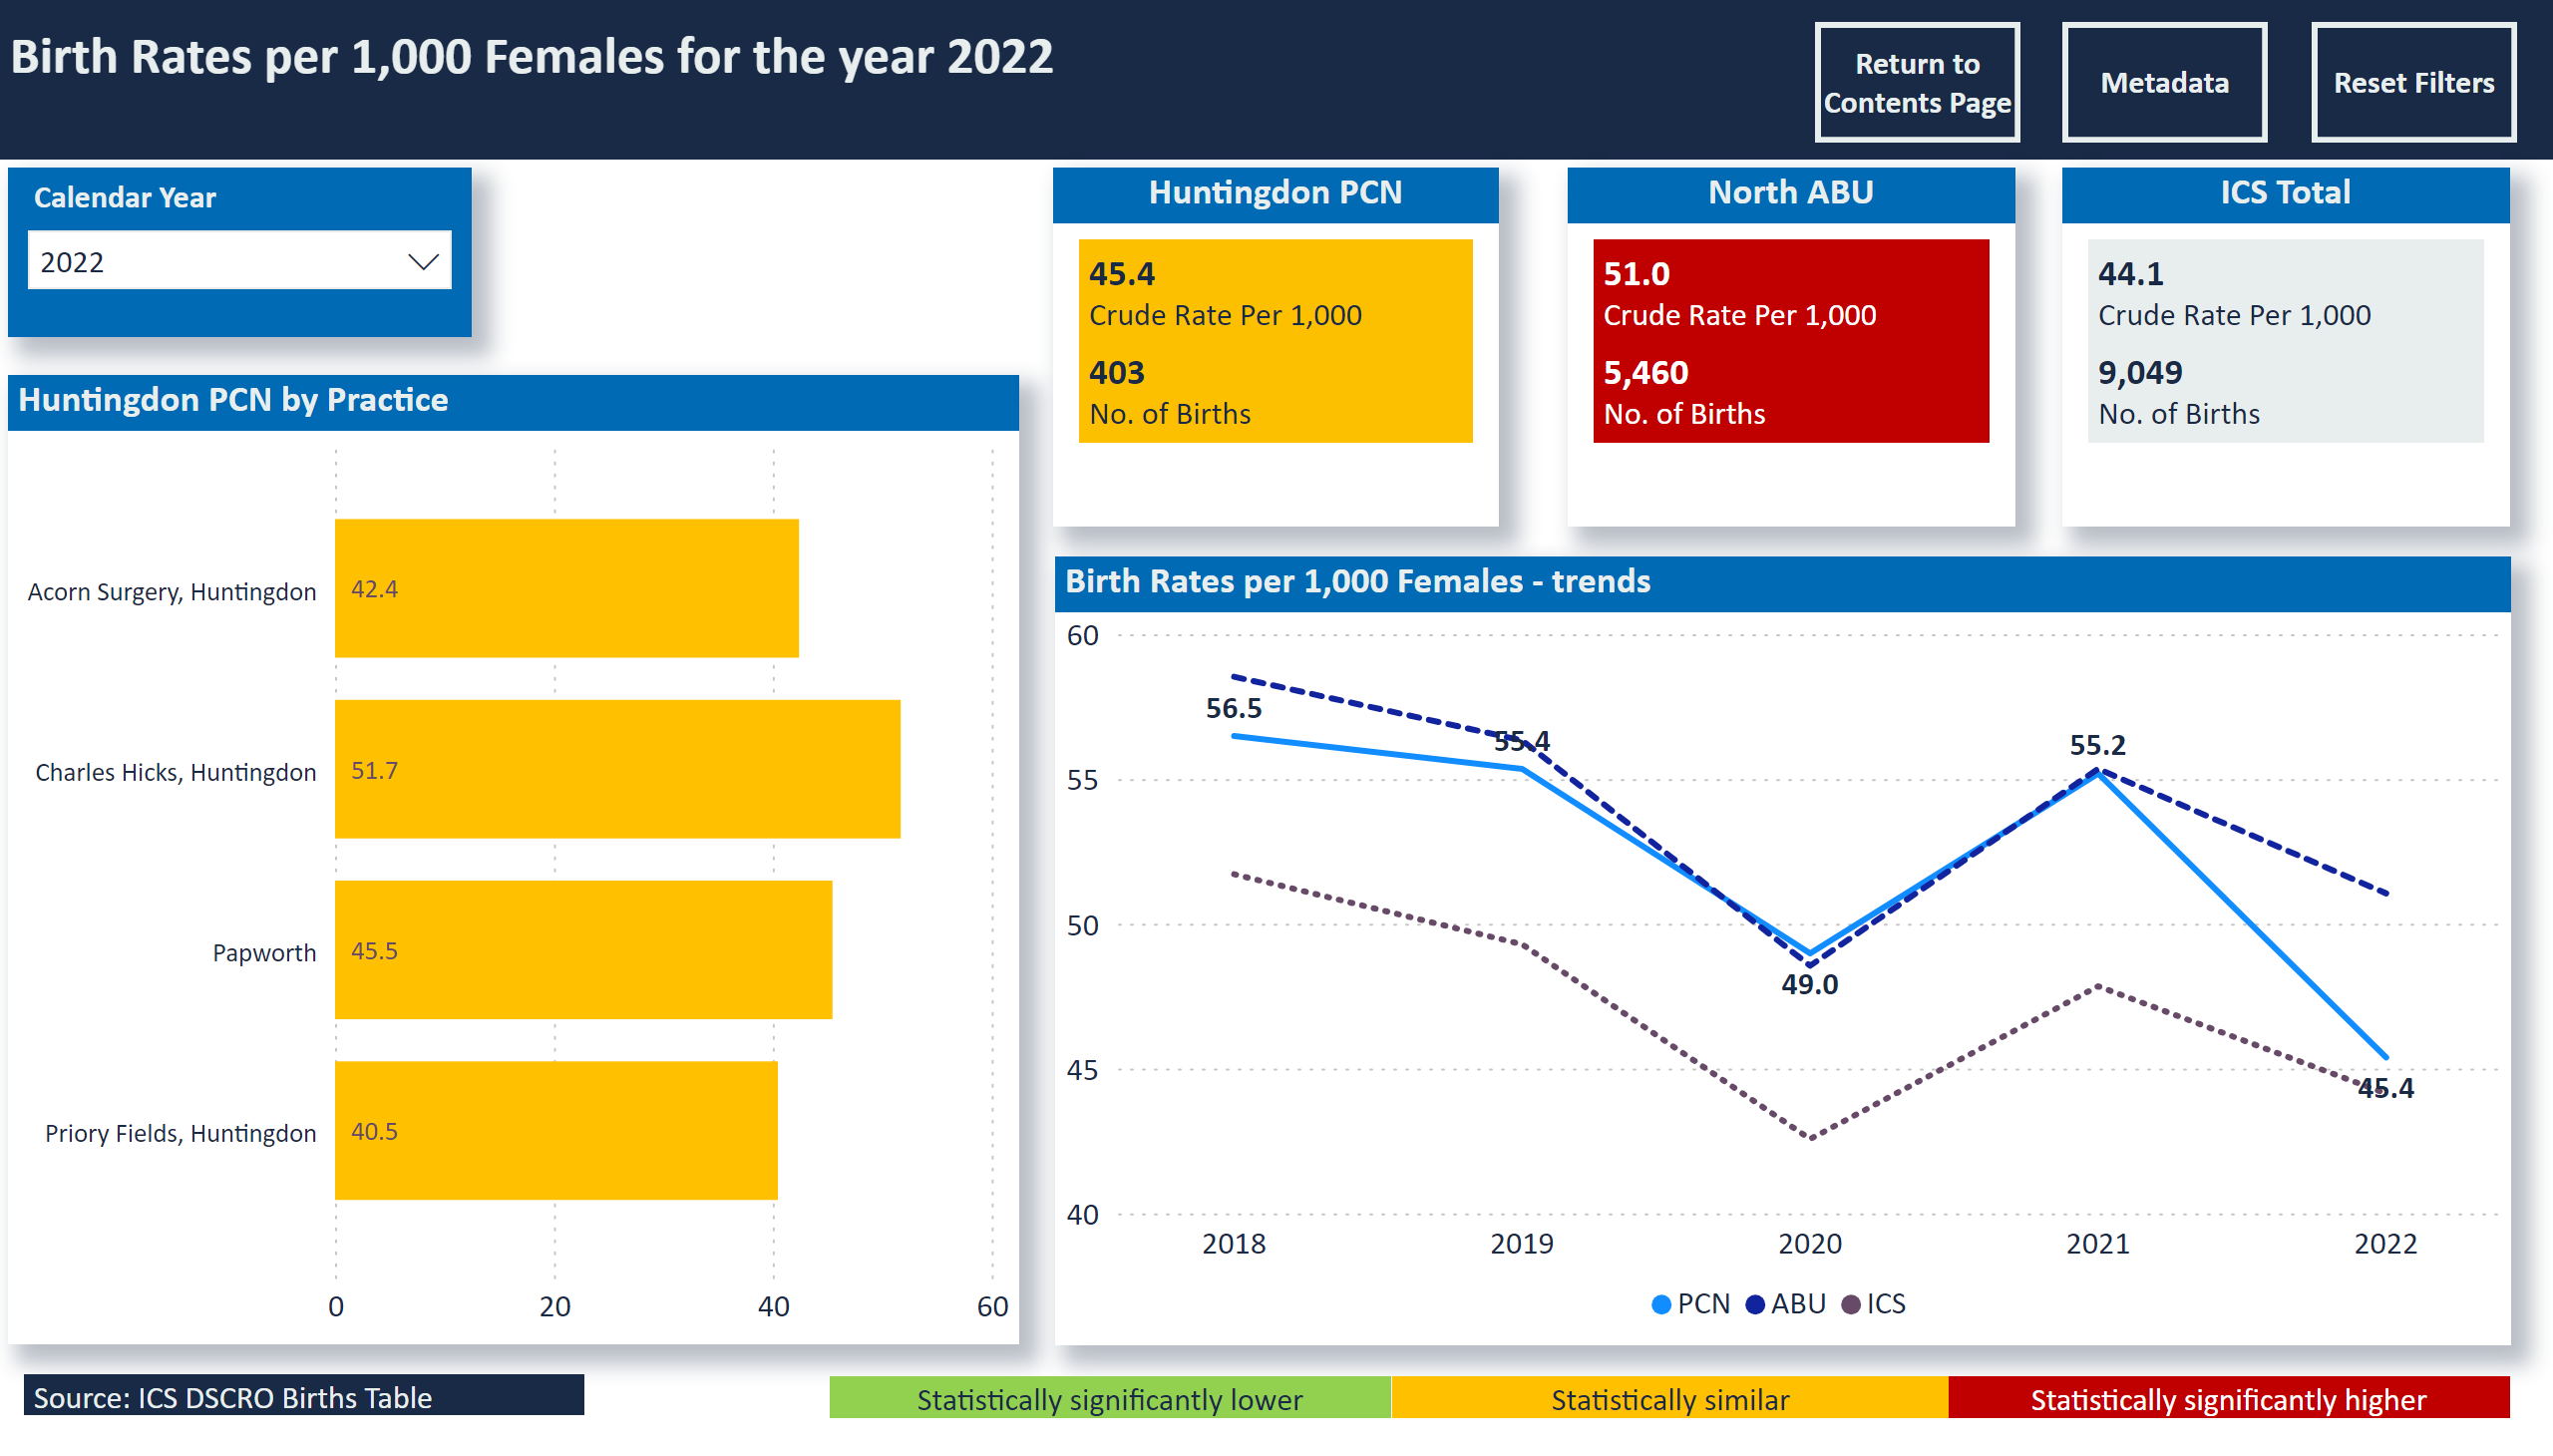 Birth Rates per 1,000 Females for the year 2022
Return to
Contents Page
Metadata
Reset Filters
Calendar Year
2022
Huntingdon PCN
45.4
Crude Rate Per 1,000
403
No. of Births
North ABU
51.0
Crude Rate Per 1,000
5,460
No. of Births
ICS Total
44.1
Crude Rate Per 1,000
9,049
No. of Births
Huntingdon PCN by Practice
Acorn Surgery, Huntingdon
42.4
Charles Hicks, Huntingdon
51.7
Papworth
45.5
Priory Fields, Huntingdon
40.5
0 20 40 60
Birth Rates per 1,000 Females - trends
60
55
50
45
40
56.5
55.4
49.0
55.2
45.4
2018 2019 2020 2021 2022
PCN ABU ICS
Source: ICS DSCRO Births Table
Statistically significantly lower
Statistically similar
Statistically significantly higher